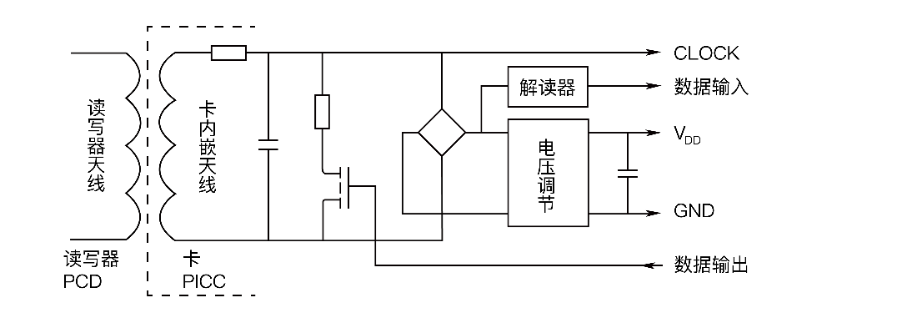 CLOCK
解读器
数据输入
读写器天线
卡内嵌天线
电压调节
VDD
GND
读写器
PCD
卡
PICC
数据输出